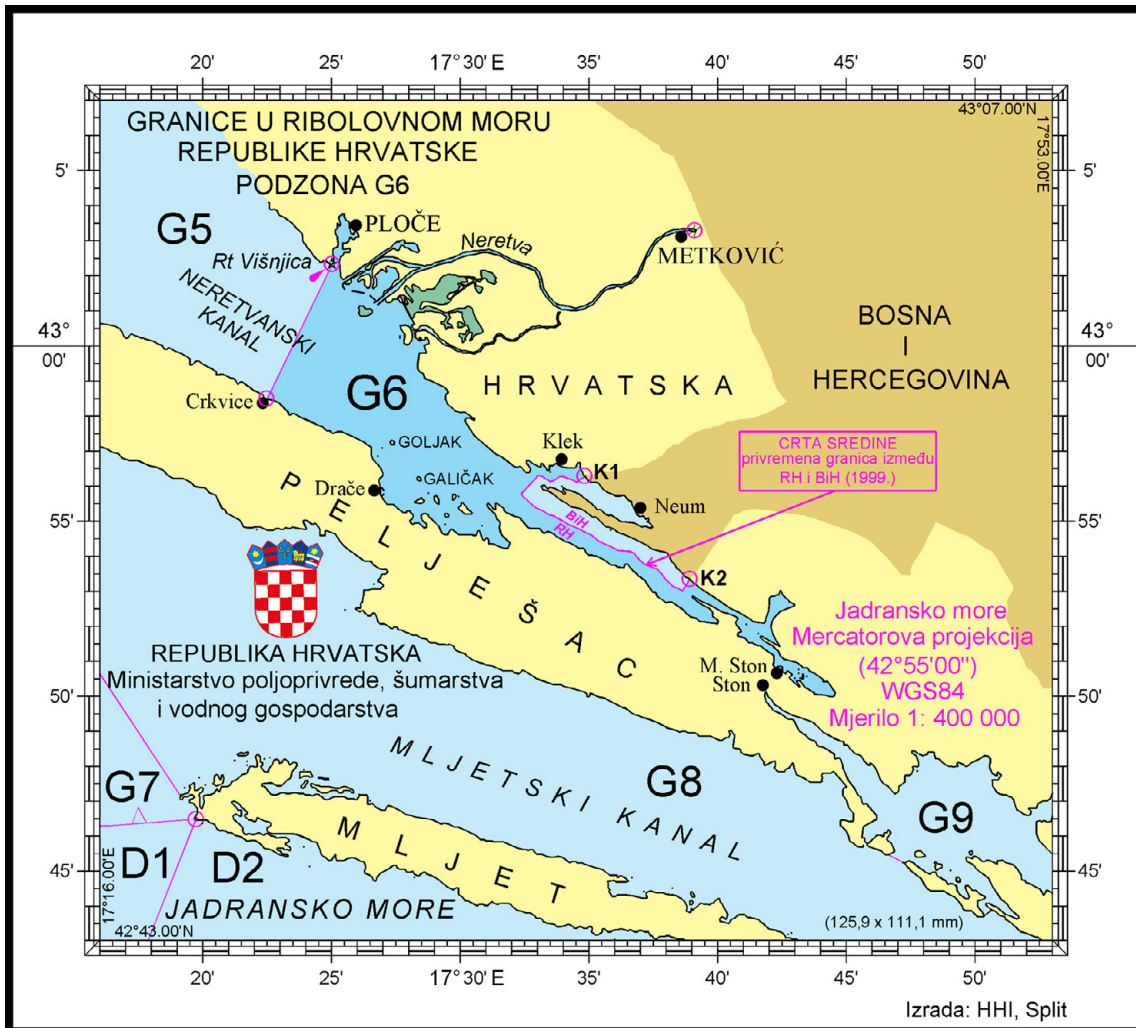 20'
25'
17°30' E
35'
40'
45'
50'
43°07.00'N
17°53.00'E
GRANICE U RIBOLOVNOM MORU
REPUBLIKE HRVATSKE
PODZONA G6
5'
5'
G5
PLOČE
Neretva
METKOVIĆ
Rt Višnjica
NERETVANSKI
KANAL
BOSNA
I
HERCEGOVINA
43°
00'
43°
00'
G6
HRVATSKA
Crkvice
GOLJAK
Klek
K1
CRTA SREDINE
privremena granica između
RH i BiH (1999.)
GALIČAK
Drače
Neum
BiH
RH
55'
55'
PELJEŠAC
K2
Jadransko more
Mercatorova projekcija
(42°55'00")
WGS84
Mjerilo 1: 400 000
REPUBLIKA HRVATSKA
Ministarstvo poljoprivrede, šumarstva
i vodnog gospodarstva
M. Ston
Ston
50'
50'
MLJETSKI KANAL
G7
G8
G9
MLJET
D1
D2
45'
45'
17°16.00'E
42°43.00'N
JADRANSKO MORE
(125,9 x 111,1 mm)
20'
25'
17°30' E
35'
40'
45'
50'
Izrada: HHI, Split